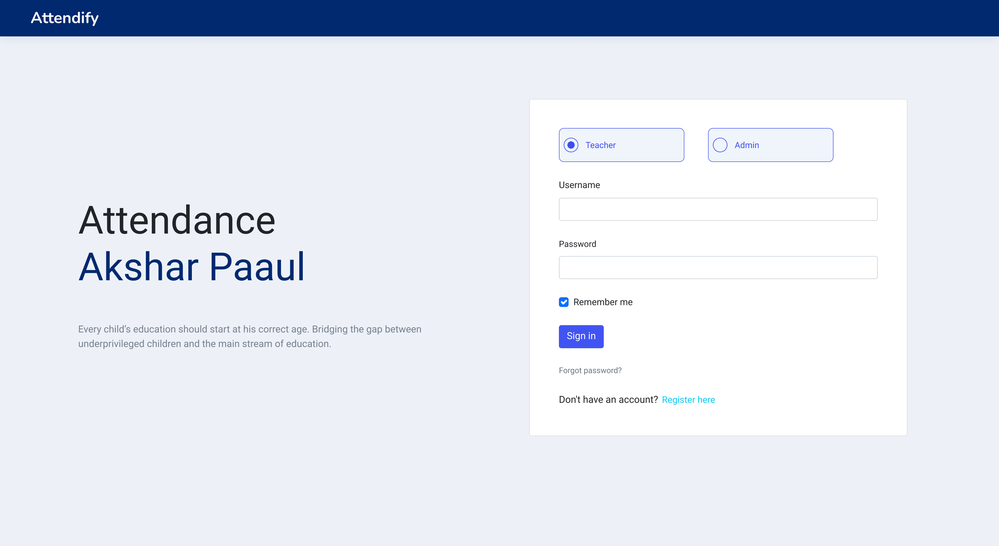 Attendify
Attendance
Akshar Paaul
Every child’s education should start at his correct age. Bridging the gap between
underprivileged children and the main stream of education.
Teacher
Admin
Username
Password
Remember me
Sign in
Forgot password?
Don't have an account? Register here